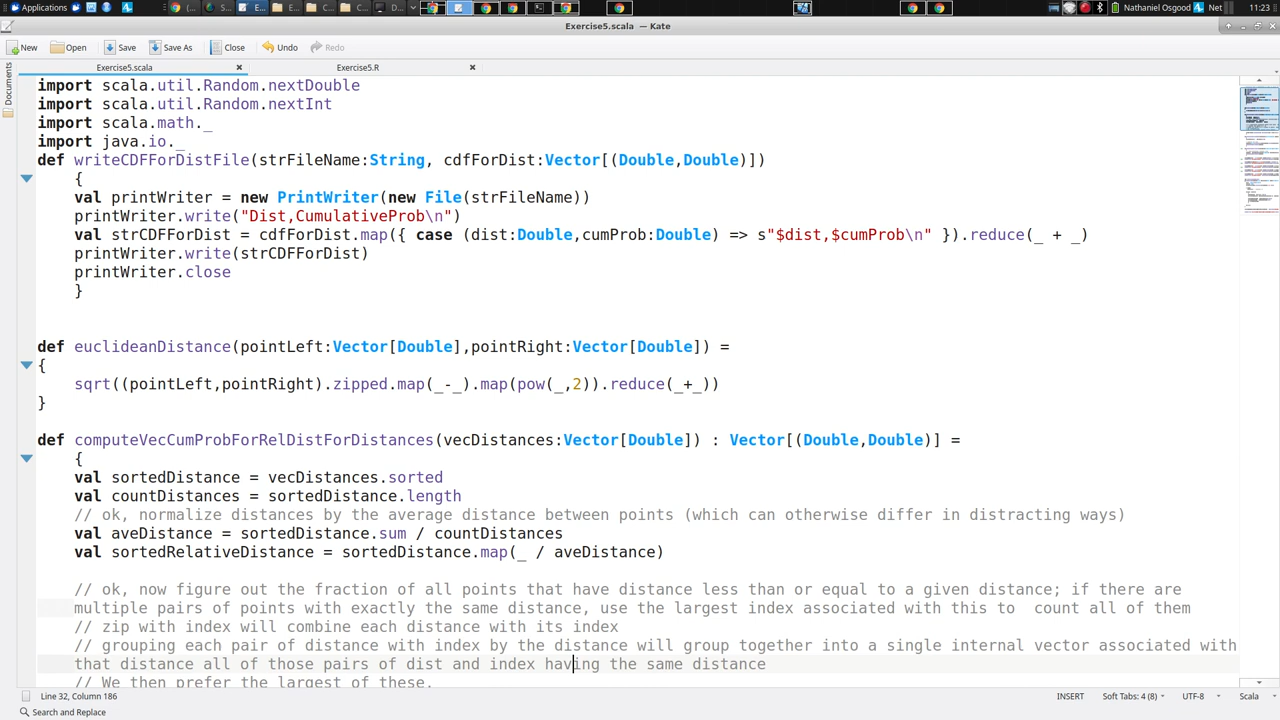 Applications
Nathaniel Osgood
Net
11:23
Exercise5.scala — Kate
New Open Save Save As Close Undo Redo
Documents
Exercise5.scala Exercise5.R
import scala.util.Random.nextDouble
import scala.util.Random.nextInt
import scala.math._
import java.io._
def writeCDFForDistFile(strFileName:String, cdfForDist:Vector[(Double,Double)])
{
val printWriter = new PrintWriter(new File(strFileName))
printWriter.write("Dist,CumulativeProb\n")
val strCDFForDist = cdfForDist.map({ case (dist:Double,cumProb:Double) => s"$dist,$cumProb\n" }).reduce(_ + _)
printWriter.write(strCDFForDist)
printWriter.close
}
def euclideanDistance(pointLeft:Vector[Double],pointRight:Vector[Double]) =
{
sqrt((pointLeft,pointRight).zipped.map(_-_).map(pow(_,2)).reduce(_+_))
}
def computeVecCumProbForRelDistForDistances(vecDistances:Vector[Double]) : Vector[(Double,Double)] =
{
val sortedDistance = vecDistances.sorted
val countDistances = sortedDistance.length
// ok, normalize distances by the average distance between points (which can otherwise differ in distracting ways)
val aveDistance = sortedDistance.sum / countDistances
val sortedRelativeDistance = sortedDistance.map(_ / aveDistance)
// ok, now figure out the fraction of all points that have distance less than or equal to a given distance; if there are
multiple pairs of points with exactly the same distance, use the largest index associated with this to  count all of them
// zip with index will combine each distance with its index
// grouping each pair of distance with index by the distance will group together into a single internal vector associated with
that distance all of those pairs of dist and index having the same distance
// We then prefer the largest of these.
Line 32, Column 186
INSERT
Soft Tabs: 4 (8)
UTF-8
Scala
Search and Replace